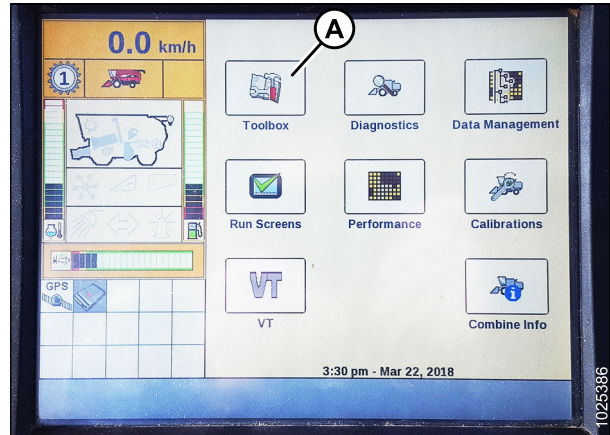 A
0.0 km/h
1
Toolbox
Diagnostics
Data Management
Run Screens
Performance
Calibrations
GPS
VT
VT
Combine Info
3:30 pm - Mar 22, 2018
1025386